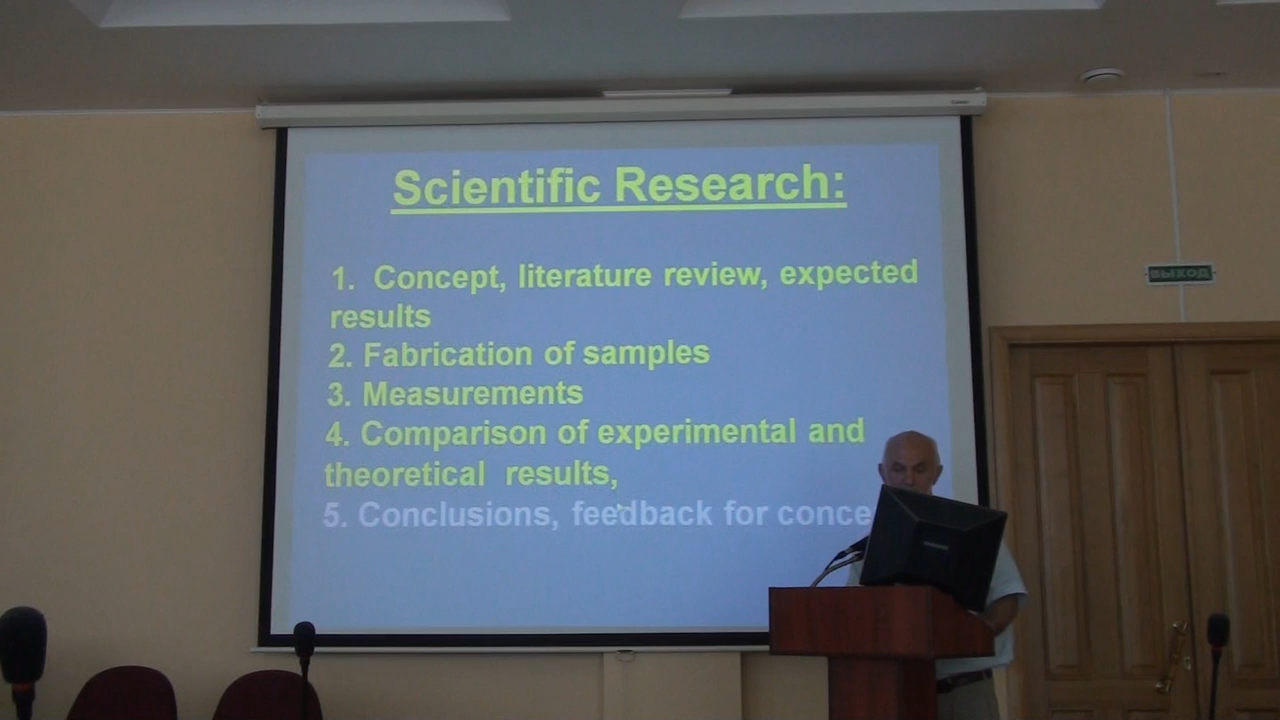 Scientific Research:
1. Concept, literature review, expected
results
2. Fabrication of samples
3. Measurements
4. Comparison of experimental and
theoretical results,
5. Conclusions, feedback for conce
ВЫХОД